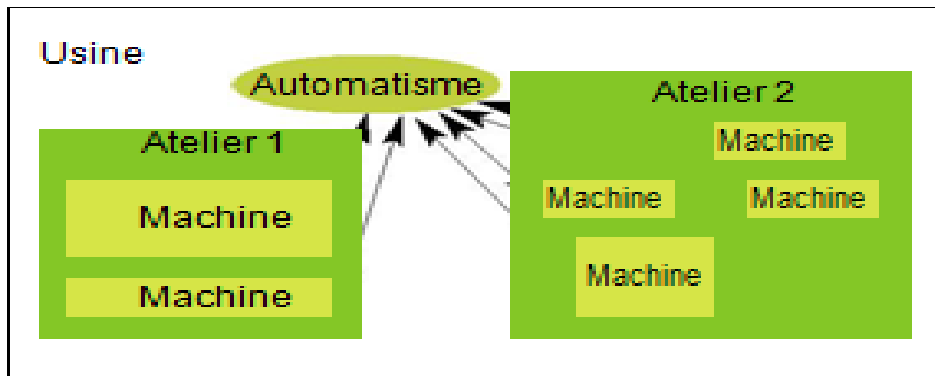 Usine
Automatisme
Atelier 1
Machine
Machine
Atelier 2
Machine
Machine
Machine
Machine